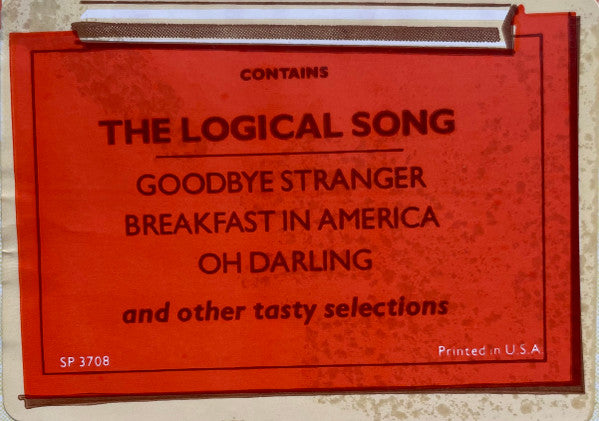 CONTAINS
THE LOGICAL SONG
GOODBYE STRANGER
BREAKFAST IN AMERICA
OH DARLING
and other tasty selections
SP 3708
Printed in U.S.A